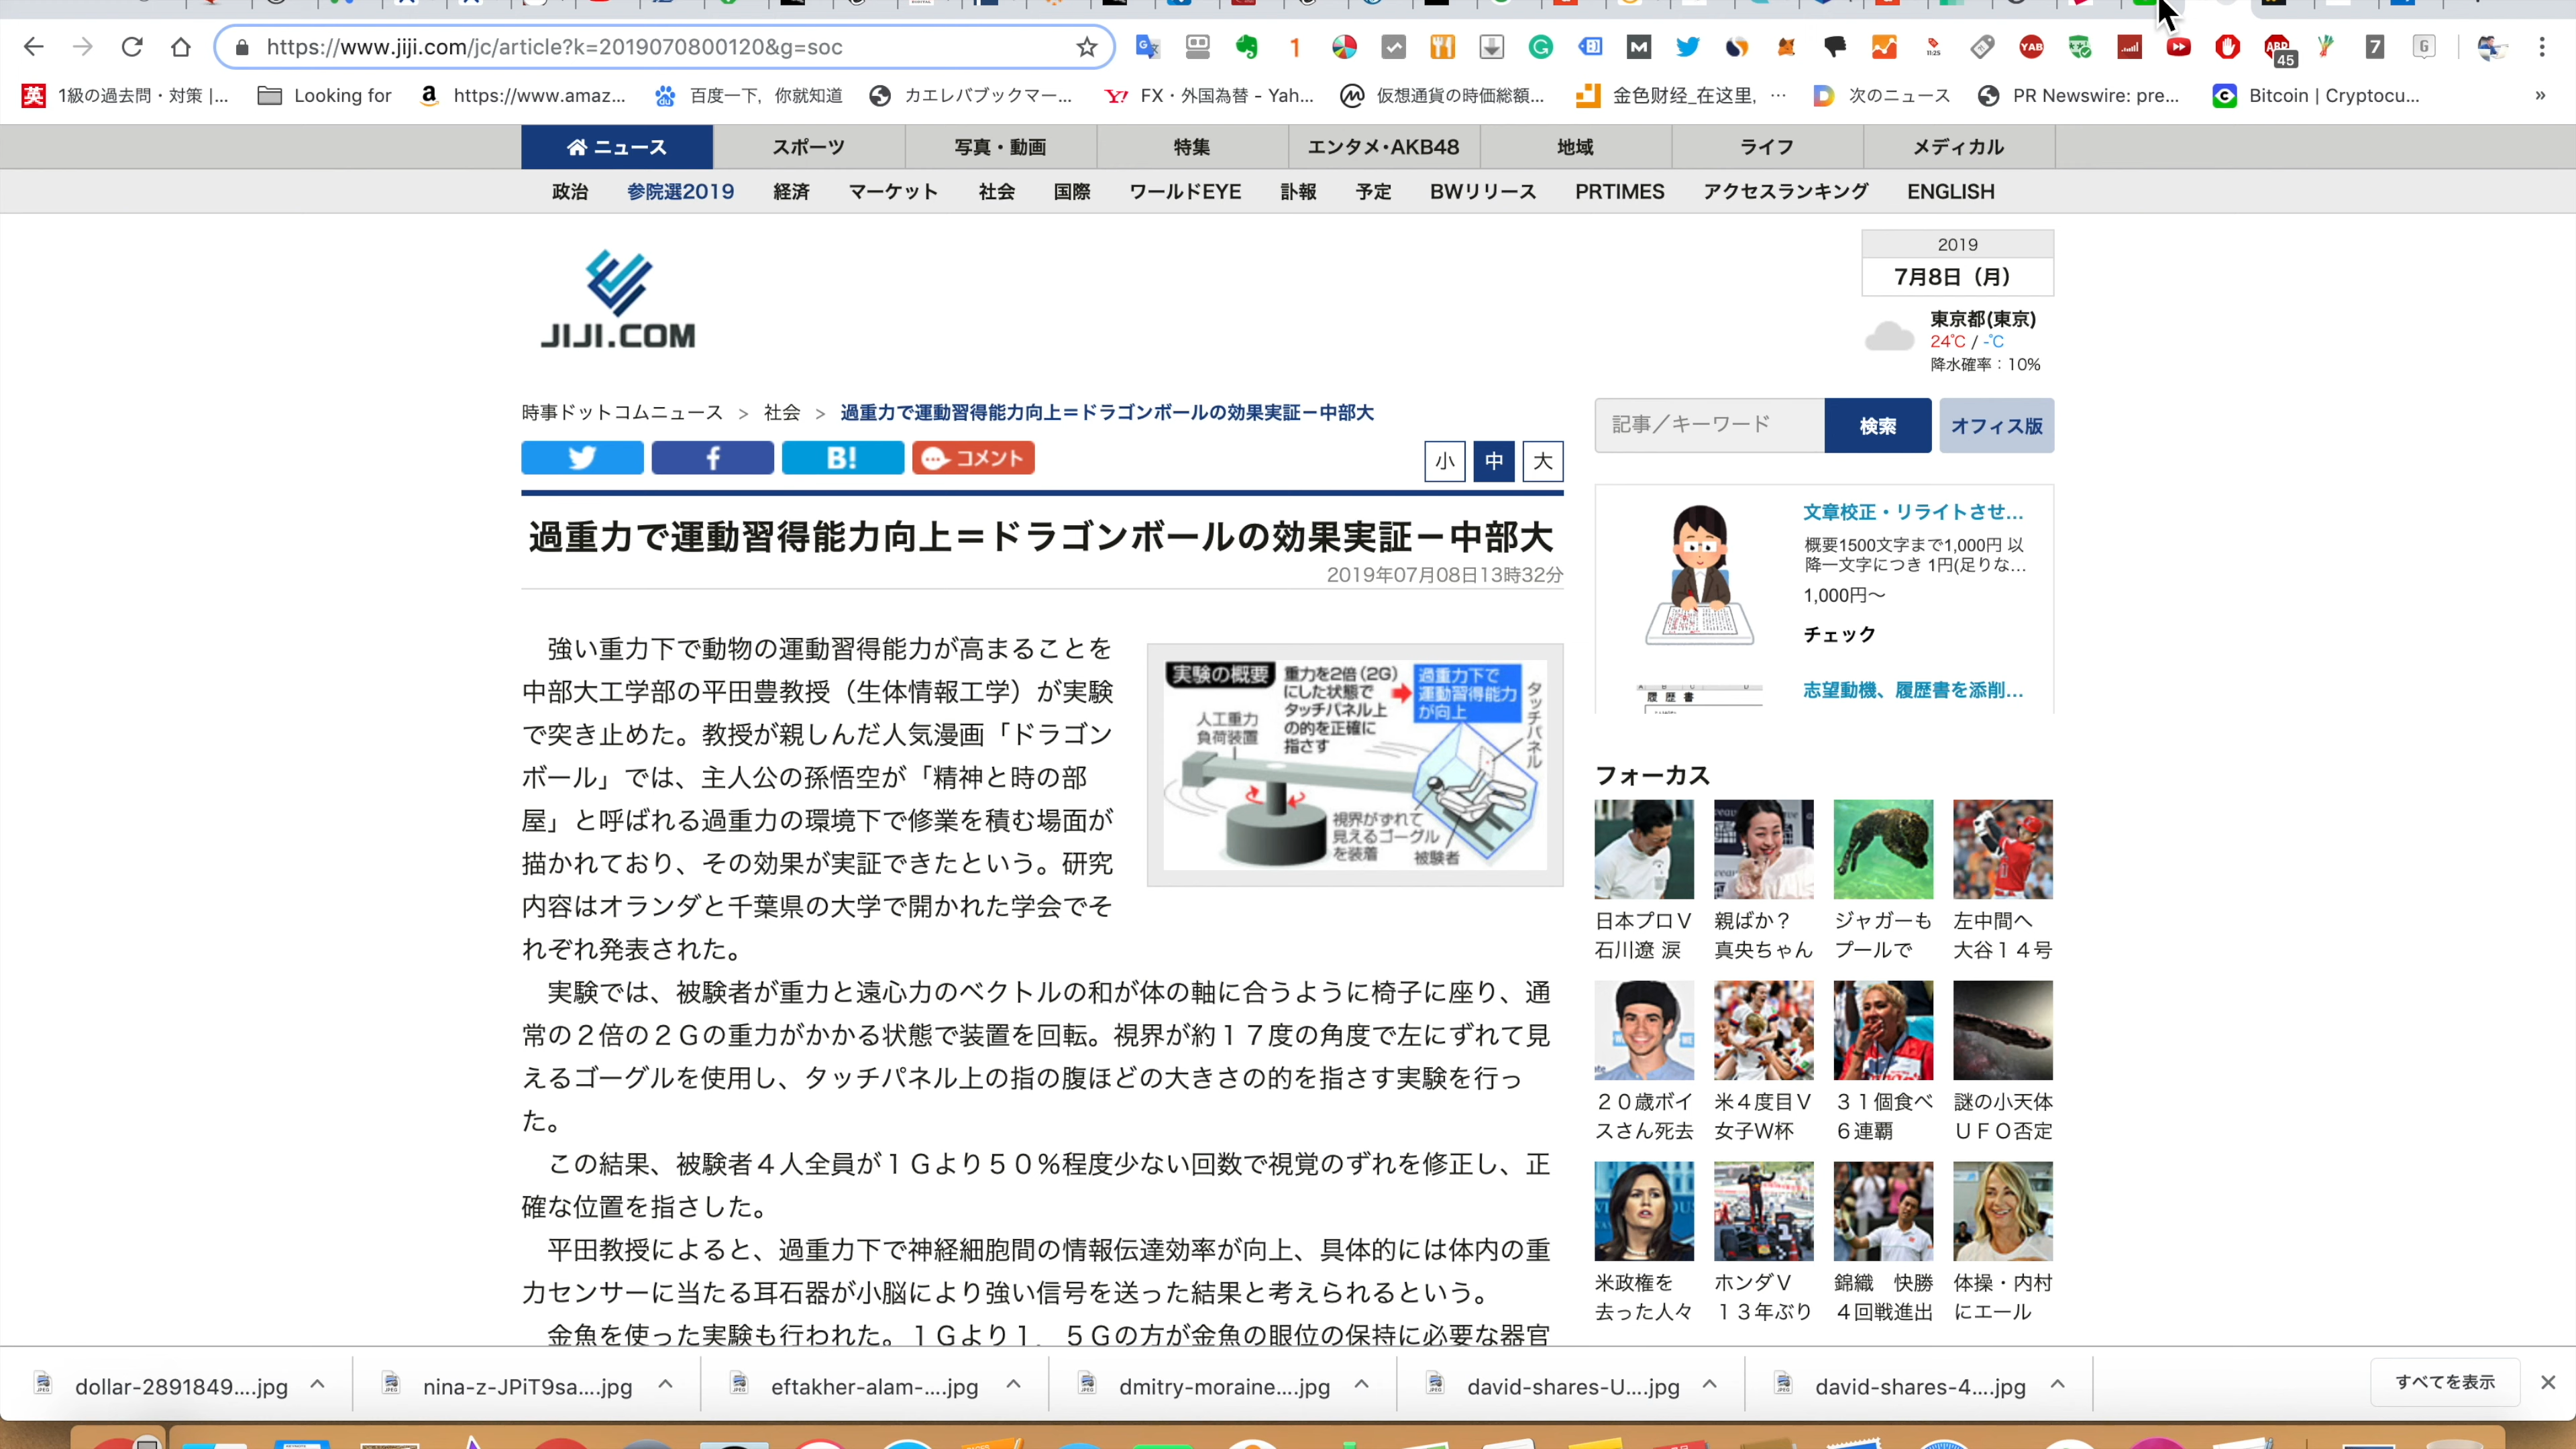 https://www.jiji.com/jc/article?k=2019070800120&g=soc
1級の過去問・対策 |...
Looking for
https://www.amaz...
百度一下，你就知道
カエレバブックマー...
FX・外国為替 - Yah...
仮想通貨の時価総額...
金色财经_在这里，...
次のニュース
PR Newswire: pre...
Bitcoin | Cryptocu...
»
ニュース
スポーツ
写真・動画
特集
エンタメ・AKB48
地域
ライフ
メディカル
政治 参院選2019 経済 マーケット 社会 国際 ワールドEYE 訃報 予定 BWリリース PRTIMES アクセスランキング ENGLISH
JIJI.COM
2019
7月8日（月）
東京都(東京)
24℃ / -℃
降水確率：10%
時事ドットコムニュース > 社会 > 過重力で運動習得能力向上＝ドラゴンボールの効果実証－中部大
記事／キーワード
検索
オフィス版
B!
コメント
小 中 大
過重力で運動習得能力向上＝ドラゴンボールの効果実証－中部大
2019年07月08日13時32分
強い重力下で動物の運動習得能力が高まることを
中部大工学部の平田豊教授（生体情報工学）が実験
で突き止めた。教授が親しんだ人気漫画「ドラゴン
ボール」では、主人公の孫悟空が「精神と時の部
屋」と呼ばれる過重力の環境下で修業を積む場面が
描かれており、その効果が実証できたという。研究
内容はオランダと千葉県の大学で開かれた学会でそ
れぞれ発表された。
実験の概要
重力を2倍（2G）
にした状態で
タッチパネル上
の的を正確に
指さす
過重力下で
運動習得能力
が向上
タッチパネル
人工重力
負荷装置
視界がずれて
見えるゴーグル
を装着
被験者
実験では、被験者が重力と遠心力のベクトルの和が体の軸に合うように椅子に座り、通
常の２倍の２Ｇの重力がかかる状態で装置を回転。視界が約１７度の角度で左にずれて見
えるゴーグルを使用し、タッチパネル上の指の腹ほどの大きさの的を指さす実験を行っ
た。
この結果、被験者４人全員が１Ｇより５０％程度少ない回数で視覚のずれを修正し、正
確な位置を指さした。
平田教授によると、過重力下で神経細胞間の情報伝達効率が向上、具体的には体内の重
力センサーに当たる耳石器が小脳により強い信号を送った結果と考えられるという。
金魚を使った実験も行われた。１Ｇより１．５Ｇの方が金魚の眼位の保持に必要な器官
文章校正・リライトさせ...
概要1500文字まで1,000円 以
降一文字につき 1円(足りな...
1,000円～
チェック
履歴書
志望動機、履歴書を添削...
フォーカス
日本プロＶ
石川遼 涙
親ばか？
真央ちゃん
ジャガーも
プールで
左中間へ
大谷１４号
２０歳ボイ
スさん死去
米４度目Ｖ
女子Ｗ杯
３１個食べ
６連覇
謎の小天体
ＵＦＯ否定
米政権を
去った人々
ホンダＶ
１３年ぶり
錦織 快勝
４回戦進出
体操・内村
にエール
dollar-2891849....jpg
nina-z-JPiT9sa....jpg
eftakher-alam-....jpg
dmitry-moraine....jpg
david-shares-U....jpg
david-shares-4....jpg
すべてを表示